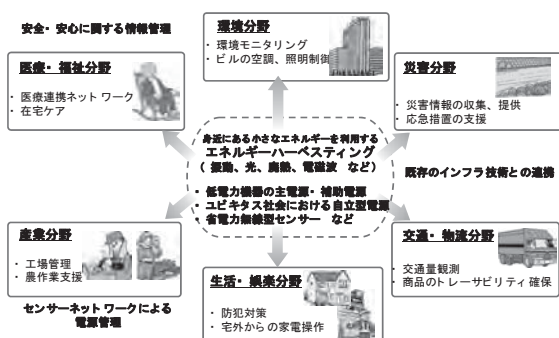 安全・安心に関する情報管理
環境分野
・ 環境モニタリング
・ ビルの空調、照明制御
医療・福祉分野
・ 医療連携ネットワーク
・ 在宅ケア
災害分野
・ 災害情報の収集、提供
・ 応急措置の支援
身近にある小さなエネルギーを利用する
エネルギーハーベスティング
( 振動、光、廃熱、電磁波 など)
・ 低電力機器の主電源・補助電源
・ ユビキタス社会における自立型電源
・ 省電力無線型センサー など
既存のインフラ技術との連携
産業分野
・ 工場管理
・ 農作業支援
センサーネットワークによる
電源管理
生活・娯楽分野
・ 防犯対策
・ 宅外からの家電操作
交通・物流分野
・ 交通量観測
・ 商品のトレーサビリティ確保